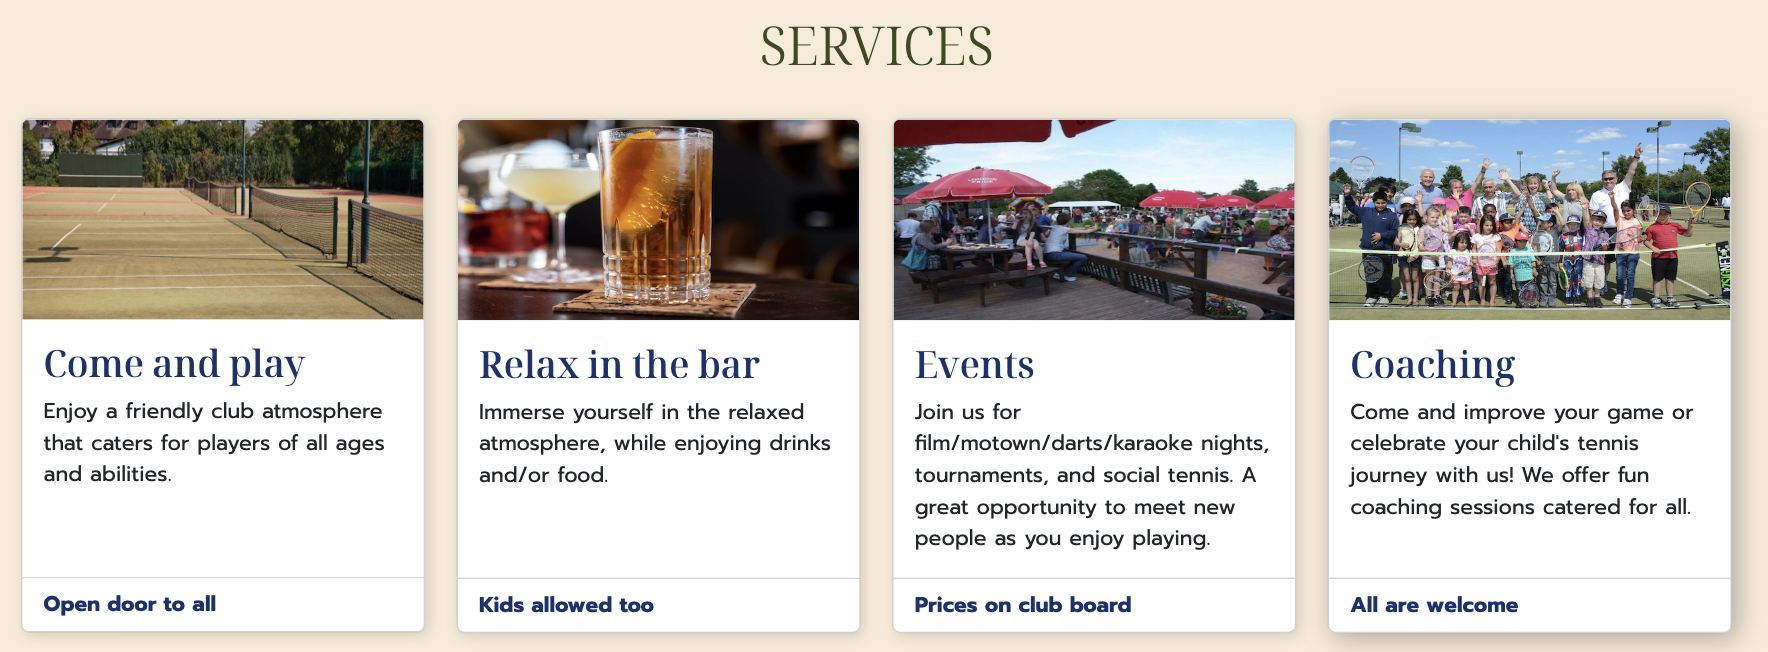 SERVICES
Come and play
Enjoy a friendly club atmosphere
that caters for players of all ages
and abilities.
Open door to all
Relax in the bar
Immerse yourself in the relaxed
atmosphere, while enjoying drinks
and/or food.
Kids allowed too
Events
Join us for
film/motown/darts/karaoke nights,
tournaments, and social tennis. A
great opportunity to meet new
people as you enjoy playing.
Prices on club board
Coaching
Come and improve your game or
celebrate your child's tennis
journey with us! We offer fun
coaching sessions catered for all.
All are welcome